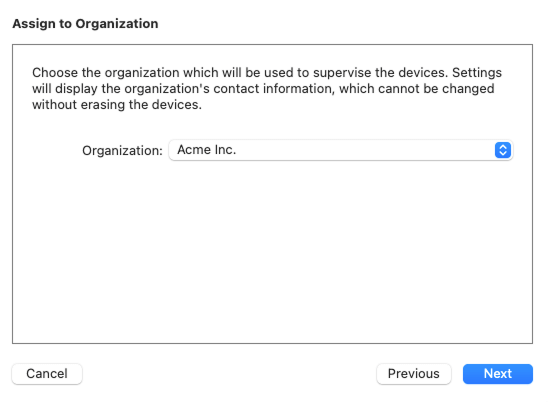 Assign to Organization
Choose the organization which will be used to supervise the devices. Settings
will display the organization's contact information, which cannot be changed
without erasing the devices.
Organization: Acme Inc.
Cancel Previous Next